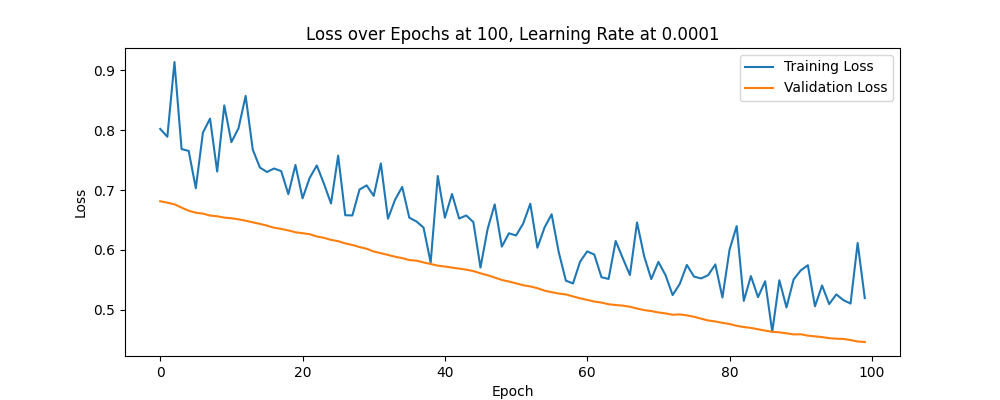 Loss over Epochs at 100, Learning Rate at 0.0001
Training Loss
Validation Loss
Loss
0.9
0.8
0.7
0.6
0.5
0 20 40 60 80 100
Epoch